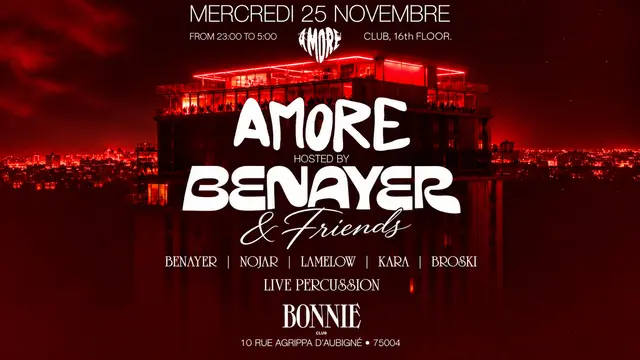 MERCREDI 25 NOVEMBRE
FROM 23:00 TO 5:00
AMORE
CLUB, 16th FLOOR.
AMORE
HOSTED BY
BENAYER
& Friends
BENAYER | NOJAR | LAMELOW | KARA | BROSKI
LIVE PERCUSSION
BONNIE
CLUB
10 RUE AGRIPPA D'AUBIGNÉ • 75004